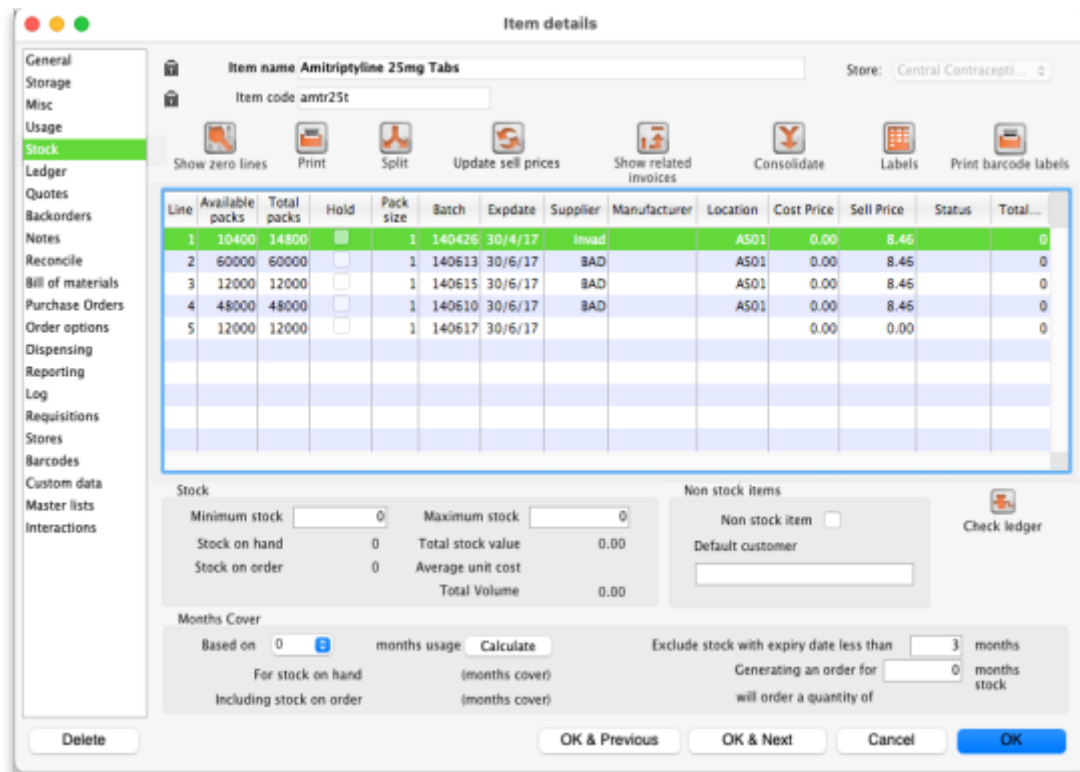 Item details
General
Storage
Misc
Usage
Stock
Ledger
Quotes
Backorders
Notes
Reconcile
Bill of materials
Purchase Orders
Order options
Dispensing
Reporting
Log
Requisitions
Stores
Barcodes
Custom data
Master lists
Interactions
Item name Amitriptyline 25mg Tabs
Store: Central Contracepti...
Item code amtr25t
Show zero lines Print Split Update sell prices Show related invoices Consolidate Labels Print barcode labels
Line Available packs Total packs Hold Pack size Batch Expdate Supplier Manufacturer Location Cost Price Sell Price Status Total...
1 10400 14800 1 140426 30/4/17 invad AS01 0.00 8.46 0
2 60000 60000 1 140613 30/6/17 BAD AS01 0.00 8.46 0
3 12000 12000 1 140615 30/6/17 BAD AS01 0.00 8.46 0
4 48000 48000 1 140610 30/6/17 BAD AS01 0.00 8.46 0
5 12000 12000 1 140617 30/6/17 0.00 0.00 0
Stock
Minimum stock 0 Maximum stock 0
Stock on hand 0 Total stock value 0.00
Stock on order 0 Average unit cost
Total Volume 0.00
Non stock items
Non stock item
Default customer
Check ledger
Months Cover
Based on 0 months usage Calculate
For stock on hand (months cover)
Including stock on order (months cover)
Exclude stock with expiry date less than 3 months
Generating an order for 0 months stock
will order a quantity of
Delete OK & Previous OK & Next Cancel OK